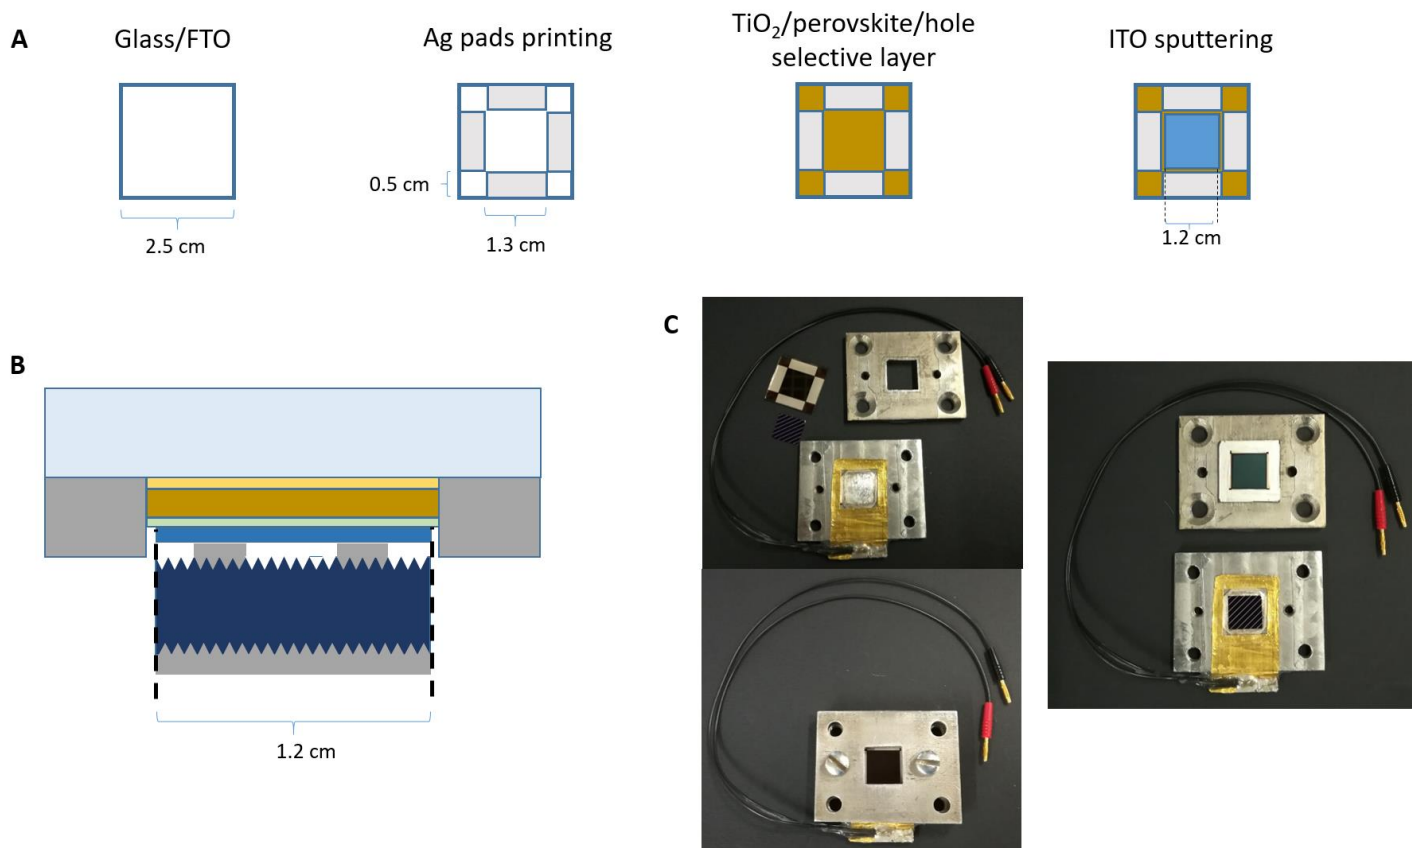 A
Glass/FTO
2.5 cm
Ag pads printing
0.5 cm
1.3 cm
TiO₂/perovskite/hole
selective layer
ITO sputtering
1.2 cm
B
1.2 cm
C